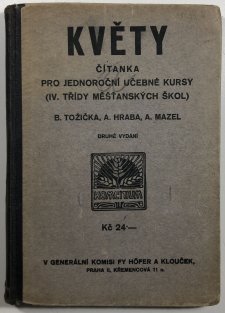 KVĚTY
ČÍTANKA
PRO JEDNOROČNÍ UČEBNÉ KURSY
(IV. TŘÍDY MĚŠŤANSKÝCH ŠKOL)
B. TOŽIČKA, A. HRABA, A. MAZEL
DRUHÉ VYDÁNÍ
Kč 24·—
V GENERÁLNÍ KOMISI FY HÖFER A KLOUČEK,
PRAHA II, KŘEMENCOVÁ 11 n.